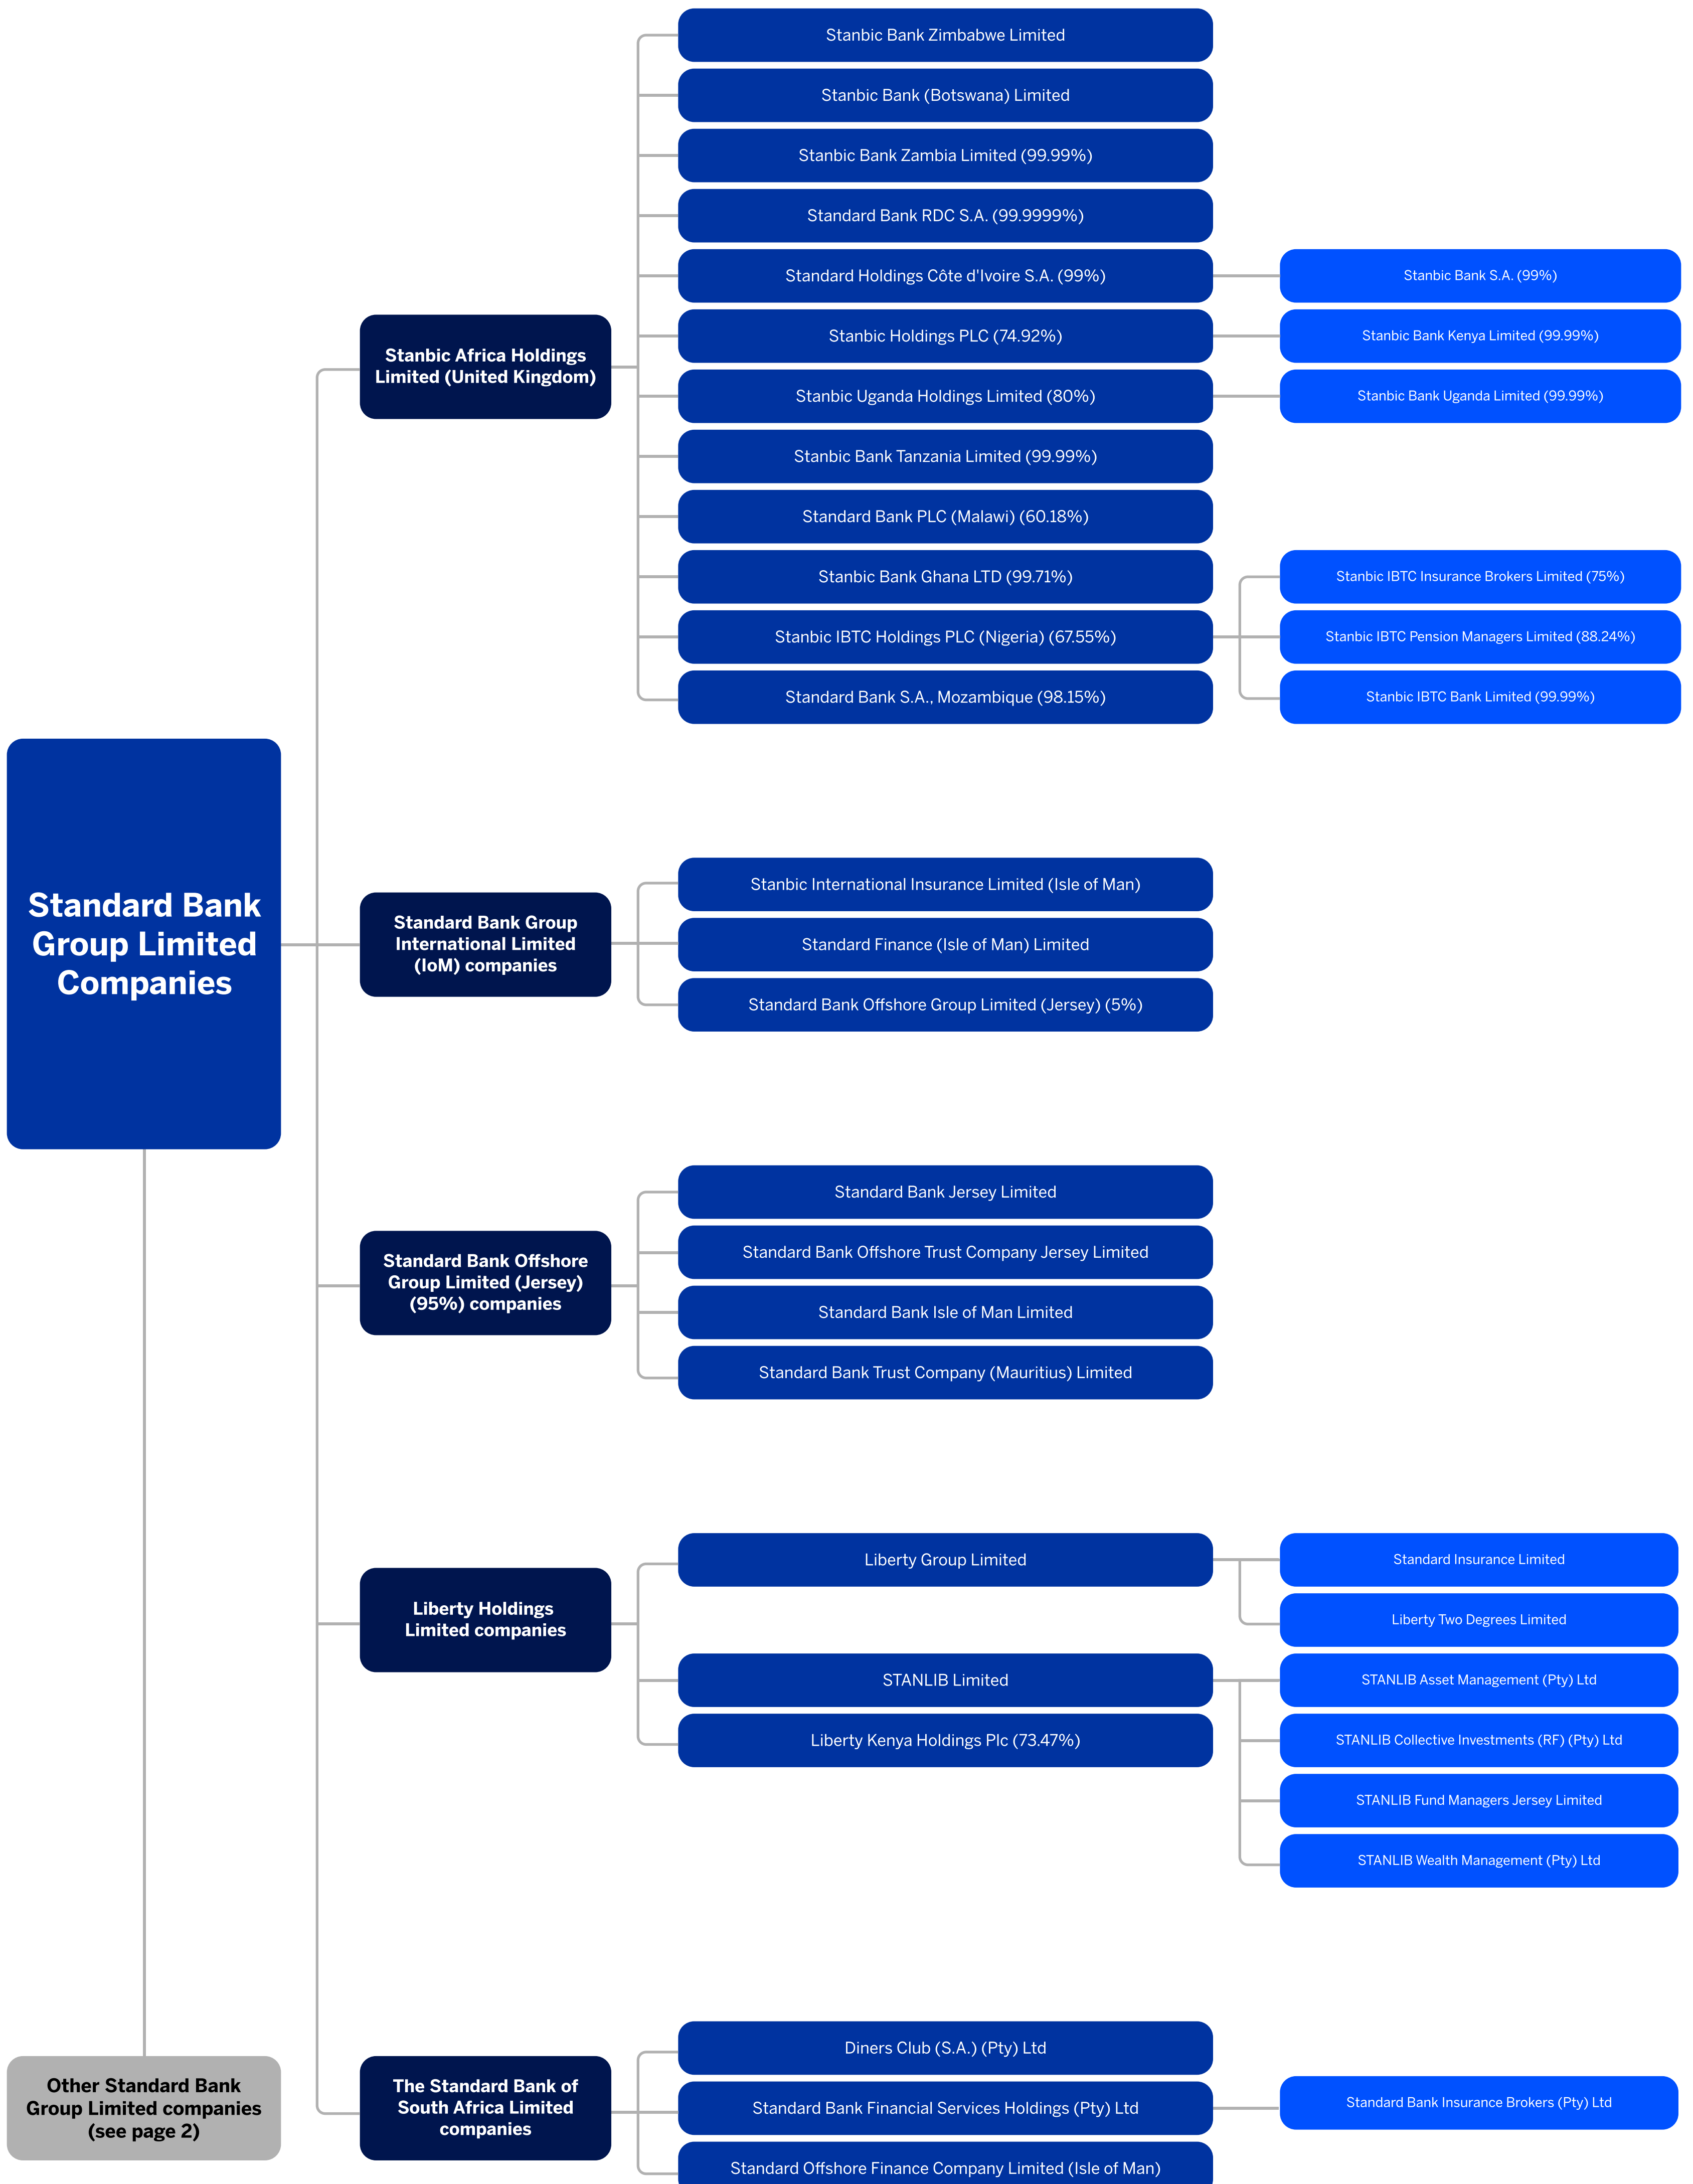 Standard Bank
Group Limited
Companies
Other Standard Bank
Group Limited companies
(see page 2)
Stanbic Africa Holdings
Limited (United Kingdom)
Stanbic Bank Zimbabwe Limited
Stanbic Bank (Botswana) Limited
Stanbic Bank Zambia Limited (99.99%)
Standard Bank RDC S.A. (99.9999%)
Standard Holdings Côte d'Ivoire S.A. (99%)
Stanbic Bank S.A. (99%)
Stanbic Holdings PLC (74.92%)
Stanbic Bank Kenya Limited (99.99%)
Stanbic Uganda Holdings Limited (80%)
Stanbic Bank Uganda Limited (99.99%)
Stanbic Bank Tanzania Limited (99.99%)
Standard Bank PLC (Malawi) (60.18%)
Stanbic Bank Ghana LTD (99.71%)
Stanbic IBTC Holdings PLC (Nigeria) (67.55%)
Stanbic IBTC Insurance Brokers Limited (75%)
Stanbic IBTC Pension Managers Limited (88.24%)
Stanbic IBTC Bank Limited (99.99%)
Standard Bank S.A., Mozambique (98.15%)
Standard Bank Group
International Limited
(IoM) companies
Stanbic International Insurance Limited (Isle of Man)
Standard Finance (Isle of Man) Limited
Standard Bank Offshore Group Limited (Jersey) (5%)
Standard Bank Offshore
Group Limited (Jersey)
(95%) companies
Standard Bank Jersey Limited
Standard Bank Offshore Trust Company Jersey Limited
Standard Bank Isle of Man Limited
Standard Bank Trust Company (Mauritius) Limited
Liberty Holdings
Limited companies
Liberty Group Limited
Standard Insurance Limited
Liberty Two Degrees Limited
STANLIB Limited
STANLIB Asset Management (Pty) Ltd
STANLIB Collective Investments (RF) (Pty) Ltd
STANLIB Fund Managers Jersey Limited
STANLIB Wealth Management (Pty) Ltd
Liberty Kenya Holdings Plc (73.47%)
The Standard Bank of
South Africa Limited
companies
Diners Club (S.A.) (Pty) Ltd
Standard Bank Financial Services Holdings (Pty) Ltd
Standard Bank Insurance Brokers (Pty) Ltd
Standard Offshore Finance Company Limited (Isle of Man)